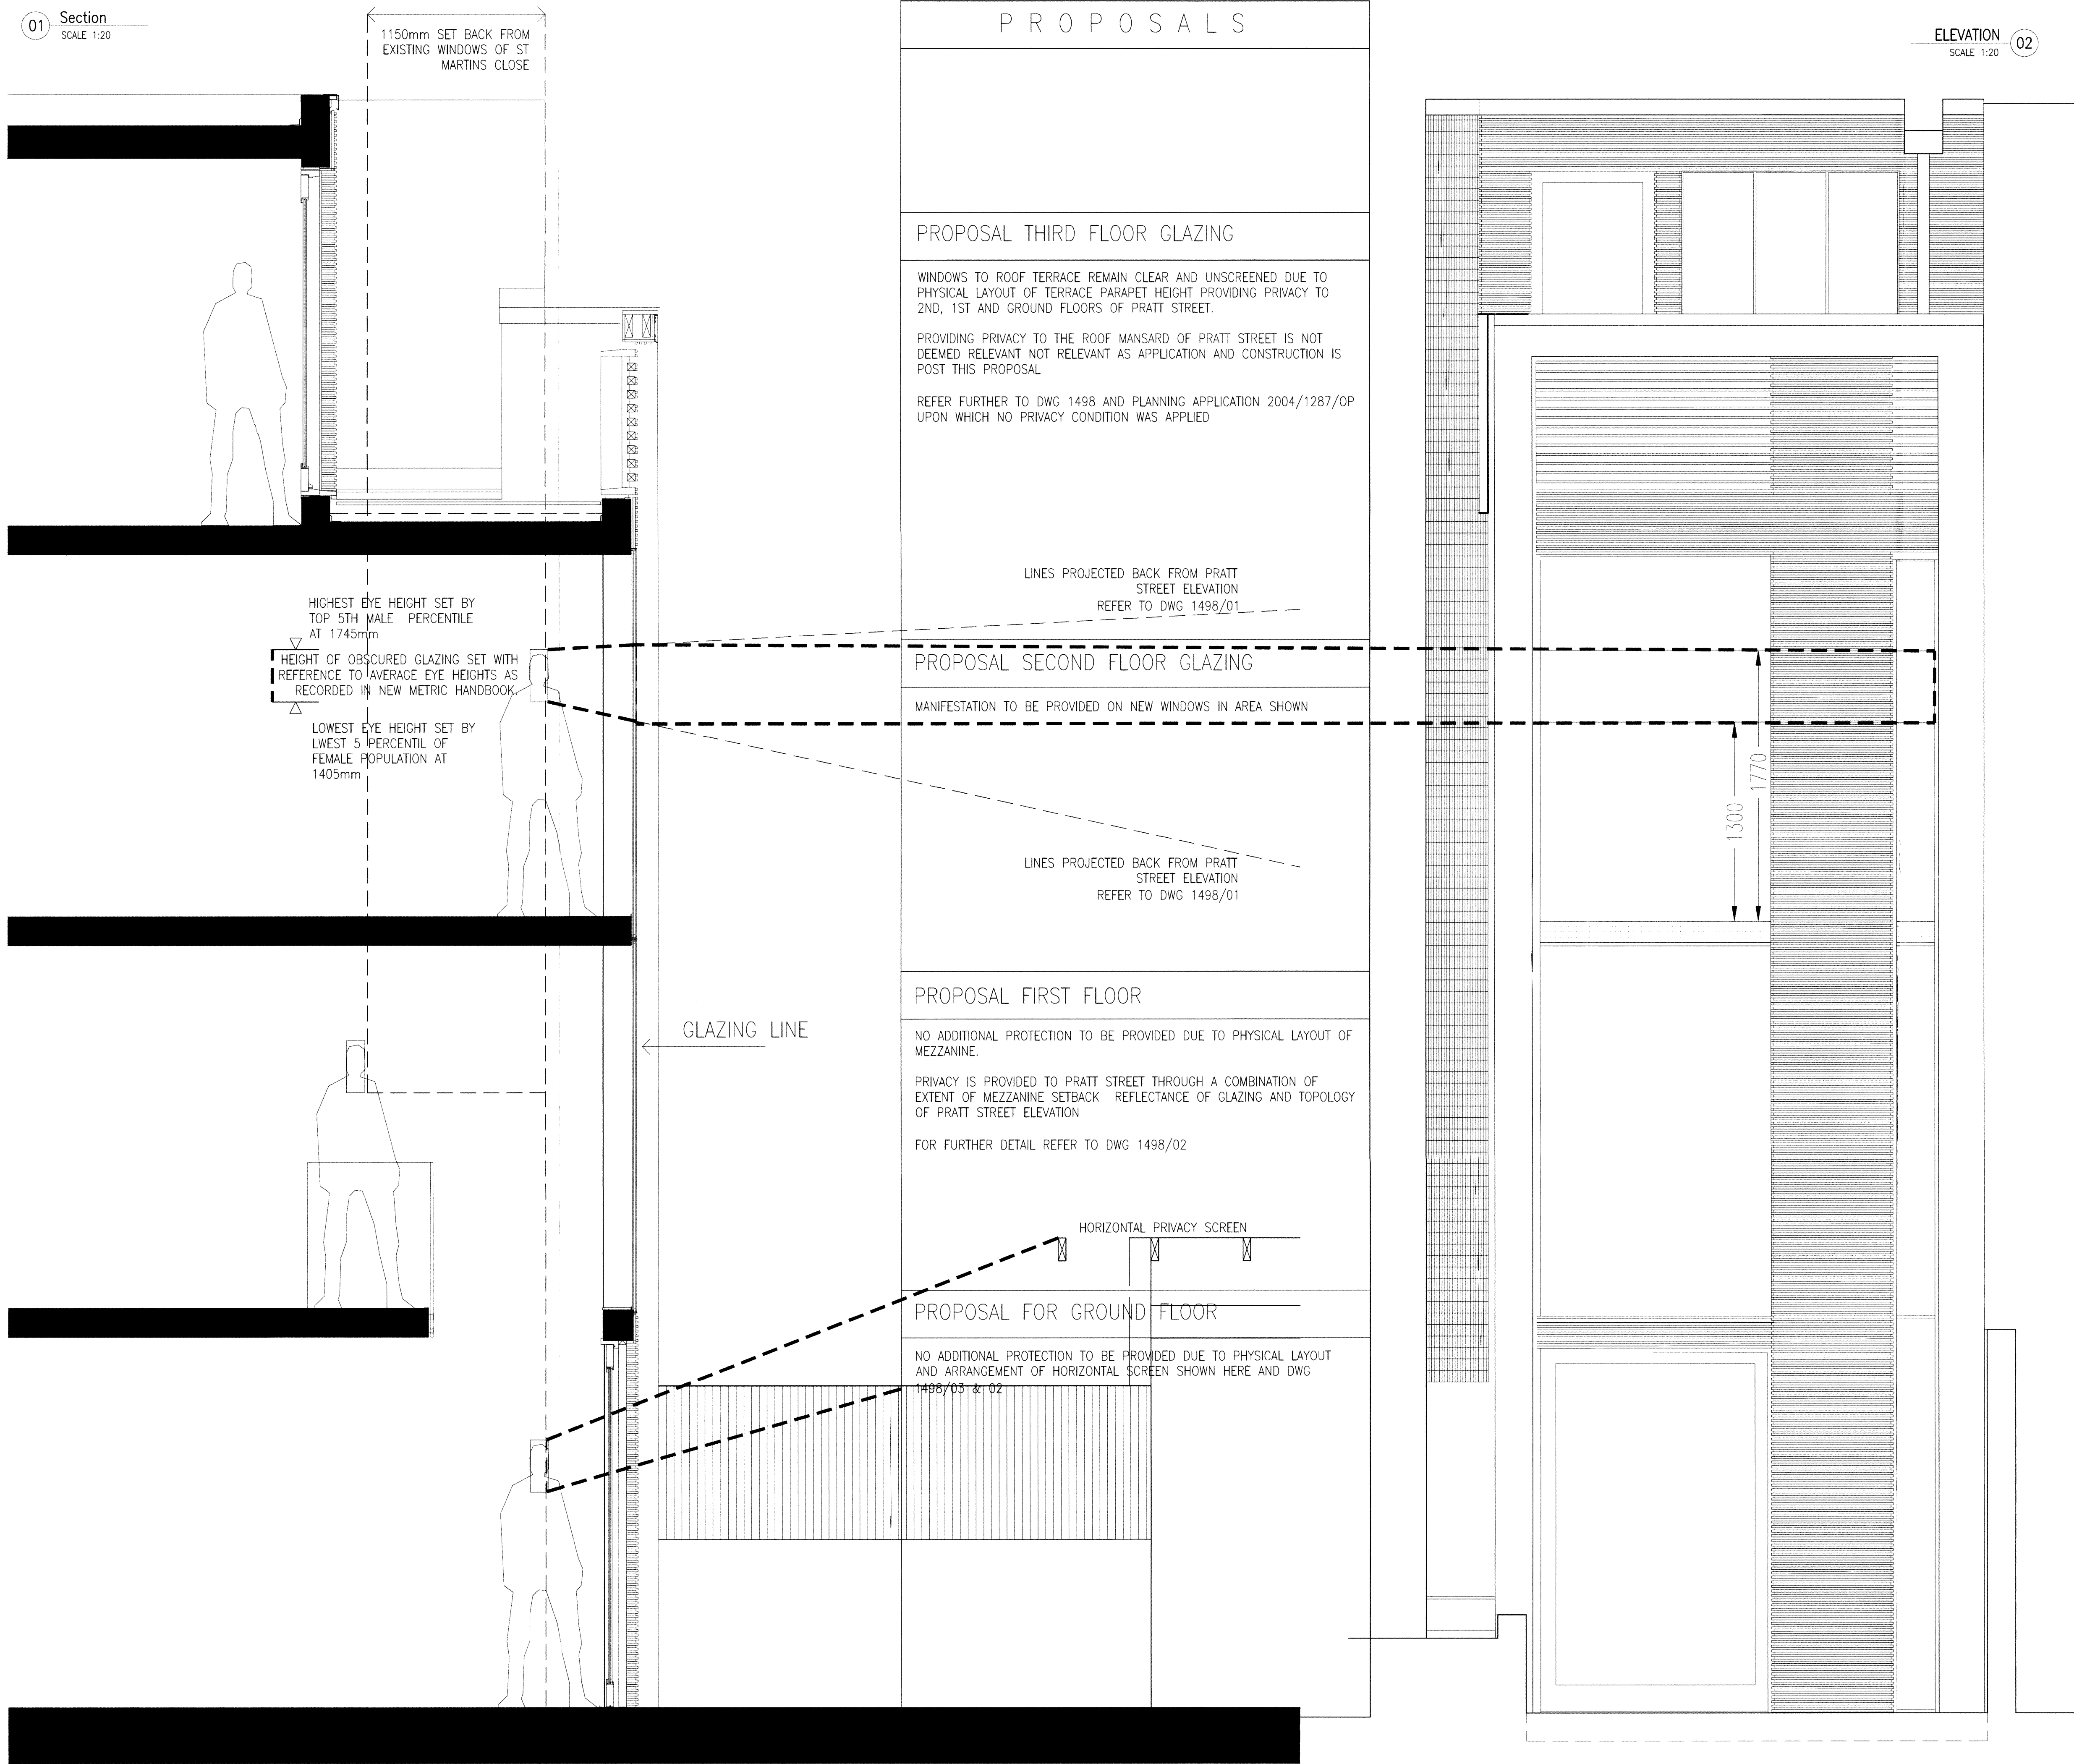 01
Section
SCALE 1:20
1150mm SET BACK FROM
EXISTING WINDOWS OF ST
MARTINS CLOSE
PROPOSALS
ELEVATION
SCALE 1:20
02
PROPOSAL THIRD FLOOR GLAZING
WINDOWS TO ROOF TERRACE REMAIN CLEAR AND UNSCREENED DUE TO
PHYSICAL LAYOUT OF TERRACE PARAPET HEIGHT PROVIDING PRIVACY TO
2ND, 1ST AND GROUND FLOORS OF PRATT STREET.
PROVIDING PRIVACY TO THE ROOF MANSARD OF PRATT STREET IS NOT
DEEMED RELEVANT NOT RELEVANT AS APPLICATION AND CONSTRUCTION IS
POST THIS PROPOSAL
REFER FURTHER TO DWG 1498 AND PLANNING APPLICATION 2004/1287/OP
UPON WHICH NO PRIVACY CONDITION WAS APPLIED
LINES PROJECTED BACK FROM PRATT
STREET ELEVATION
REFER TO DWG 1498/01
HIGHEST EYE HEIGHT SET BY
TOP 5TH MALE PERCENTILE
AT 1745mm
HEIGHT OF OBSCURED GLAZING SET WITH
REFERENCE TO AVERAGE EYE HEIGHTS AS
RECORDED IN NEW METRIC HANDBOOK.
LOWEST EYE HEIGHT SET BY
LWEST 5 PERCENTIL OF
FEMALE POPULATION AT
1405mm
PROPOSAL SECOND FLOOR GLAZING
MANIFESTATION TO BE PROVIDED ON NEW WINDOWS IN AREA SHOWN
1770
1300
LINES PROJECTED BACK FROM PRATT
STREET ELEVATION
REFER TO DWG 1498/01
PROPOSAL FIRST FLOOR
GLAZING LINE
NO ADDITIONAL PROTECTION TO BE PROVIDED DUE TO PHYSICAL LAYOUT OF
MEZZANINE.
PRIVACY IS PROVIDED TO PRATT STREET THROUGH A COMBINATION OF
EXTENT OF MEZZANINE SETBACK REFLECTANCE OF GLAZING AND TOPOLOGY
OF PRATT STREET ELEVATION
FOR FURTHER DETAIL REFER TO DWG 1498/02
HORIZONTAL PRIVACY SCREEN
PROPOSAL FOR GROUND FLOOR
NO ADDITIONAL PROTECTION TO BE PROVIDED DUE TO PHYSICAL LAYOUT
AND ARRANGEMENT OF HORIZONTAL SCREEN SHOWN HERE AND DWG
1498/03 & 02